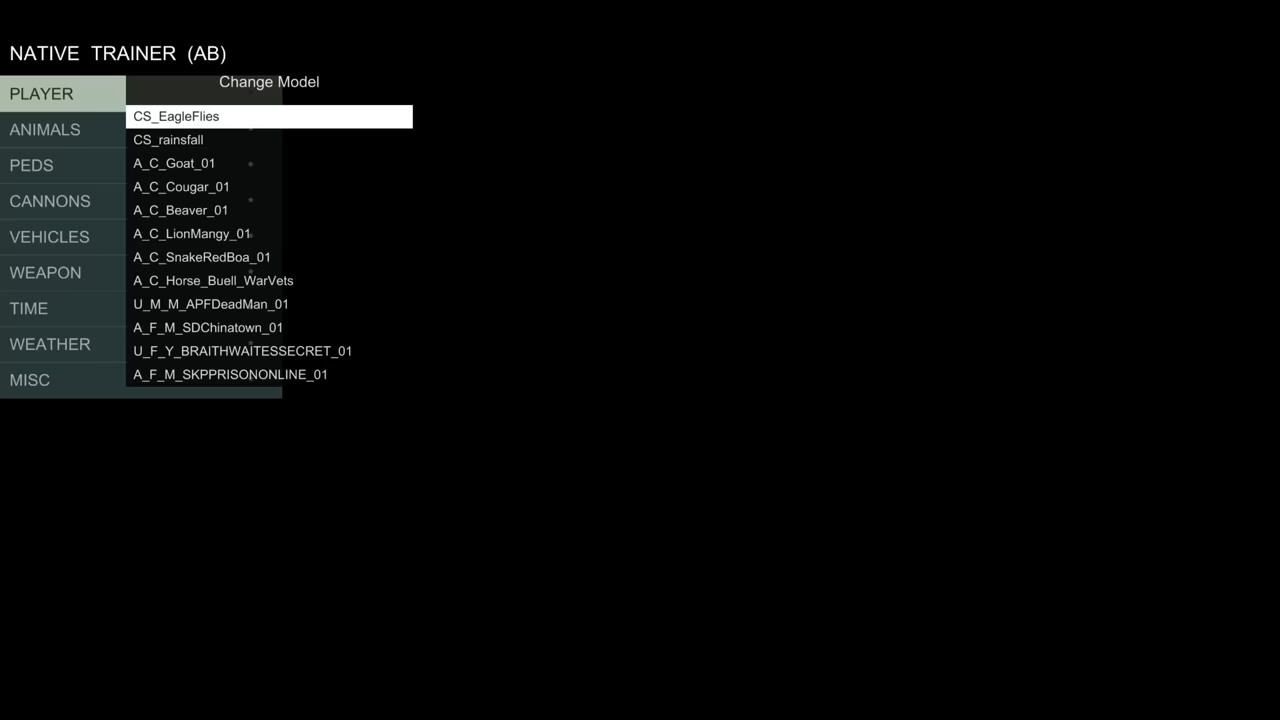 NATIVE TRAINER (AB)
PLAYER
ANIMALS
PEDS
CANNONS
VEHICLES
WEAPON
TIME
WEATHER
MISC
Change Model
CS_EagleFlies
CS_rainsfall
A_C_Goat_01
A_C_Cougar_01
A_C_Beaver_01
A_C_LionMangy_01
A_C_SnakeRedBoa_01
A_C_Horse_Buell_WarVets
U_M_M_APFDeadMan_01
A_F_M_SDChinatown_01
U_F_Y_BRAITHWAITESSECRET_01
A_F_M_SKPPRISONONLINE_01